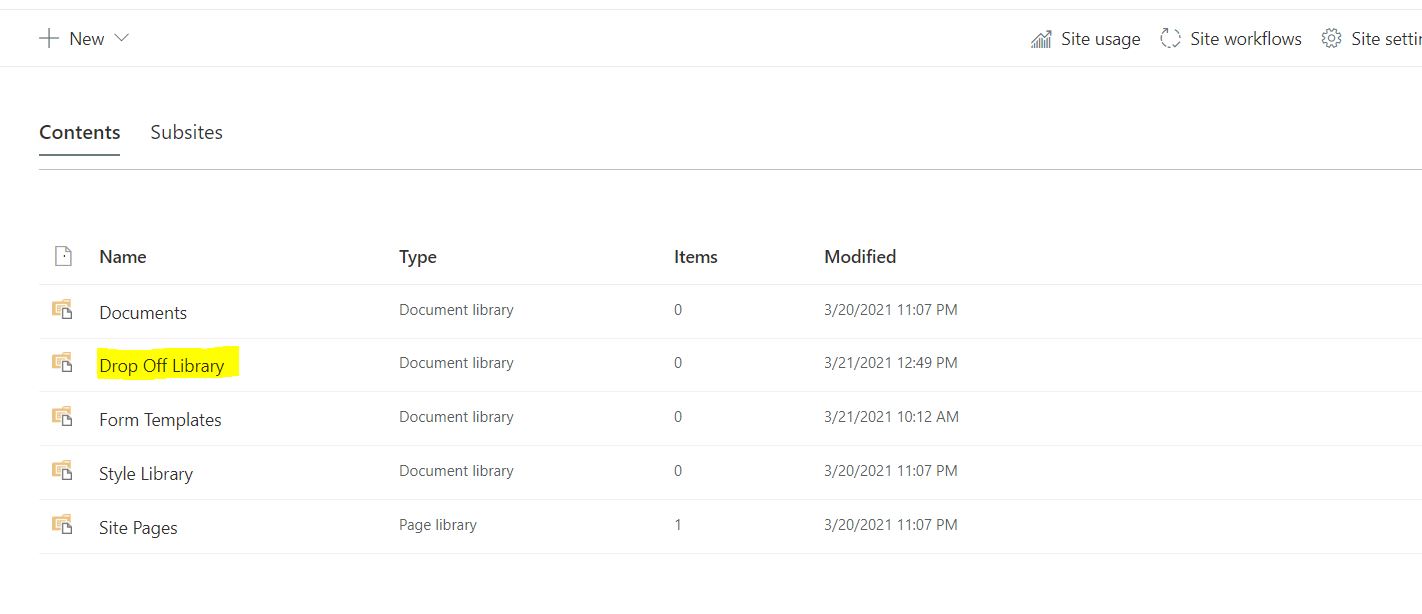 New
Site usage
Site workflows
Site settin
Contents
Subsites
Name Type Items Modified
Documents Document library 0 3/20/2021 11:07 PM
Drop Off Library Document library 0 3/21/2021 12:49 PM
Form Templates Document library 0 3/21/2021 10:12 AM
Style Library Document library 0 3/20/2021 11:07 PM
Site Pages Page library 1 3/20/2021 11:07 PM